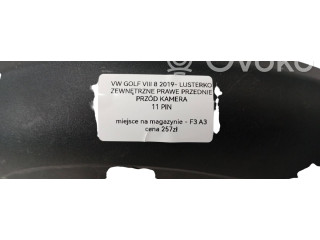 Ovoko
VW GOLF VIII 8 2019- LUSTERKO
ZEWNĘTRZNE PRAWE PRZEDNIE
PRZÓD KAMERA
11 PIN
miejsce na magazynie - F3 A3
cena 257zł